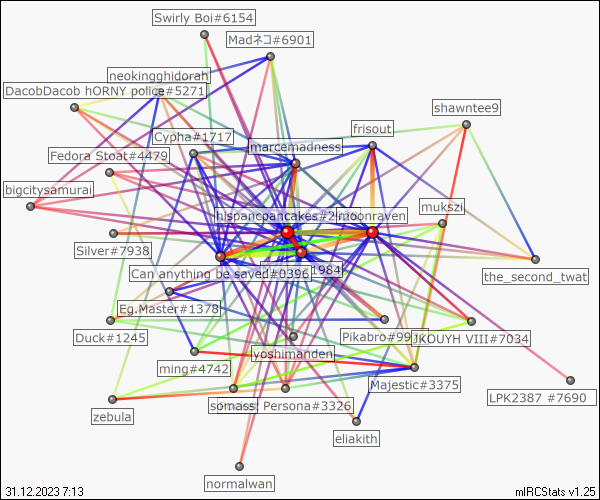 Swirly Boi#6154
Madネコ#6901
neokingghidorah
DacobDacob hORNY police#5271
shawntee9
Cypha#1717
frisout
marcemadness
Fedora Stoat#4479
bigcitysamurai
mukszi
hispancpancakes#2
toonraven
Silver#7938
Can anything be saved#0396
1984
the_second_twat
Eg.Master#1378
Duck#1245
Pikabro#99
JKOUYH VIII#7034
yoshimanden
ming#4742
Majestic#3375
LPK2387 #7690
Persona#3326
zebula
eliakith
normalwan
31.12.2023 7:13
mIRCStats v1.25